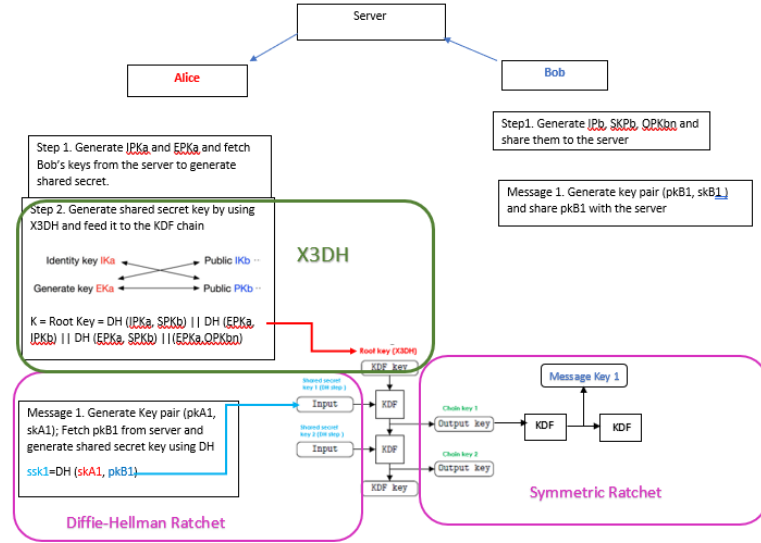 Server
Alice
Bob
Step1. Generate IPb, SKPb, OPKbn and
share them to the server
Step 1. Generate IPKa and EPKa and fetch
Bob's keys from the server to generate
shared secret.
Message 1. Generate key pair (pkB1, skB1 )
and share pkB1 with the server
Step 2. Generate shared secret key by using
X3DH and feed it to the KDF chain
X3DH
Identity key IKa
Public IKb ··
Generate key EKa
Public PKb ··
K = Root Key = DH (IPKa, SPKb) || DH (EPKa,
IPKb) || DH (EPKa, SPKb) ||(EPKa,OPKbn)
Root key (X3DH)
KDF key
Message 1. Generate Key pair (pkA1,
skA1); Fetch pkB1 from server and
generate shared secret key using DH
ssk1=DH (skA1, pkB1)
Shared secret
key 1 (DH step )
Input
KDF
Shared secret
key 2 (DH step )
Input
KDF
KDF key
Chain key 1
Output key
Chain key 2
Output key
Message Key 1
KDF
KDF
Symmetric Ratchet
Diffie-Hellman Ratchet